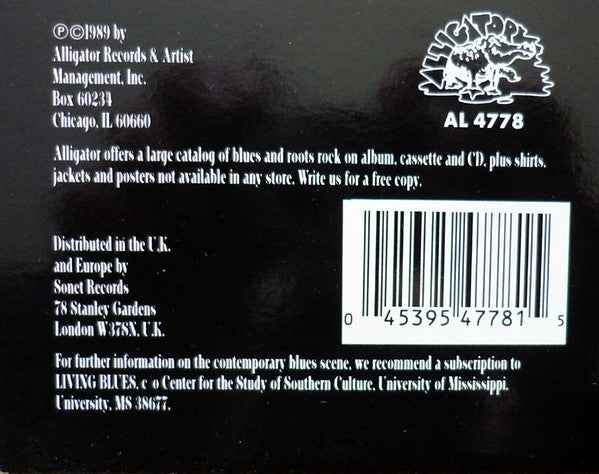 ⓅⒸ1989 by
Alligator Records & Artist
Management, Inc.
Box 60234
Chicago, IL 60660
ALLIGATOR
AL 4778
Alligator offers a large catalog of blues and roots rock on album, cassette and CD, plus shirts,
jackets and posters not available in any store. Write us for a free copy.
Distributed in the U.K.
and Europe by
Sonet Records
78 Stanley Gardens
London W37SX, U.K.
0 45395 47781 5
For further information on the contemporary blues scene, we recommend a subscription to
LIVING BLUES, c o Center for the Study of Southern Culture, University of Mississippi,
University, MS 38677.